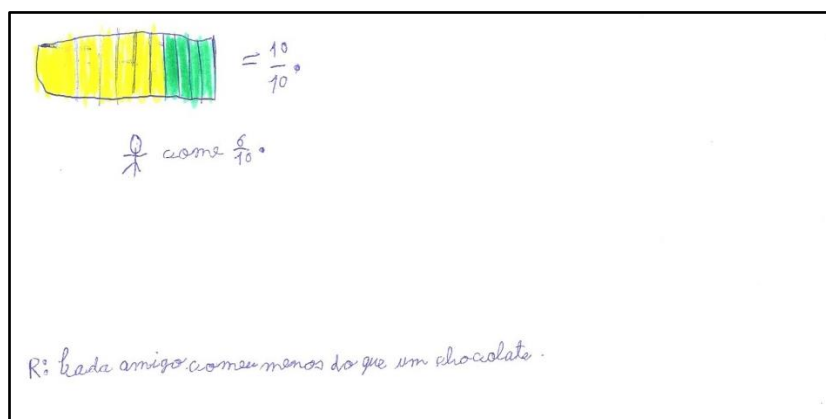 = 10/10.
come 6/10.
R: Cada amigo comeu menos do que um chocolate.